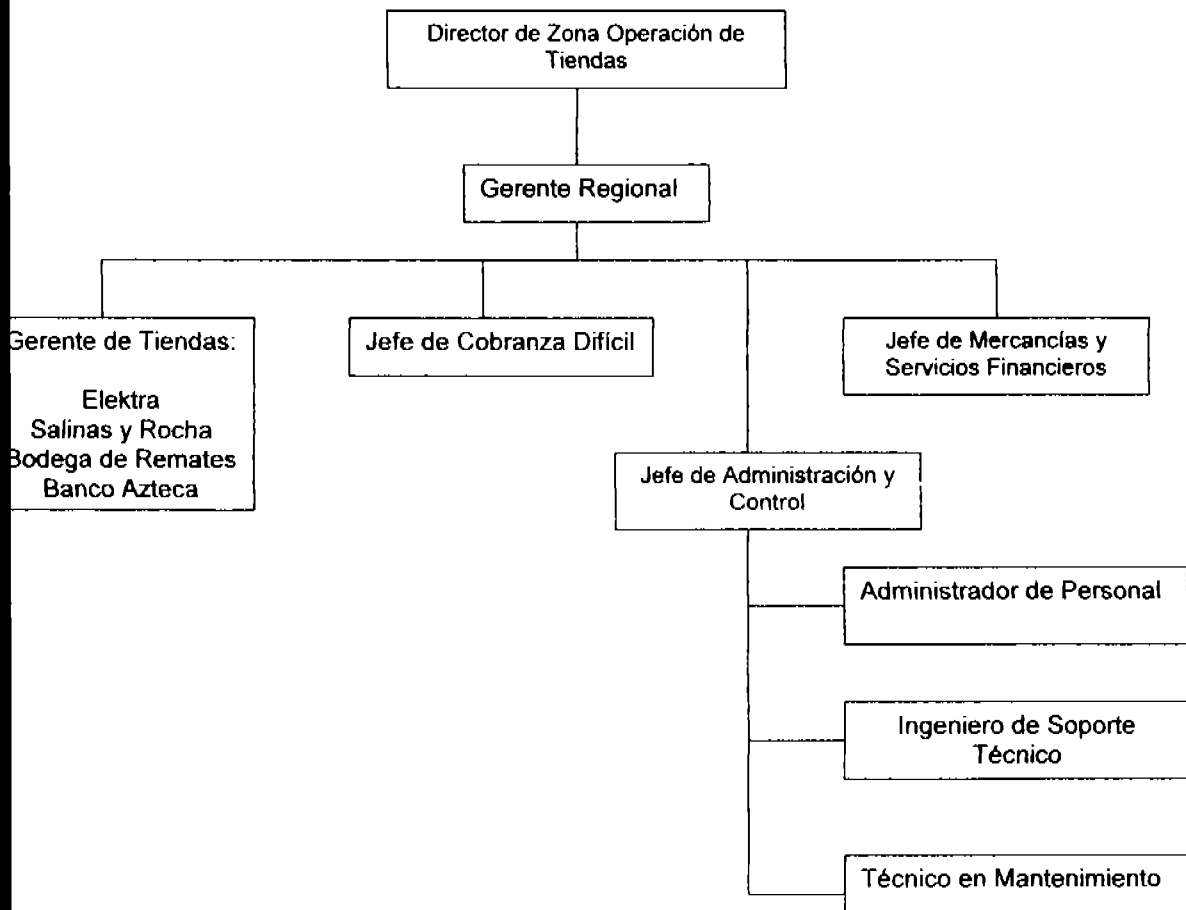 Director de Zona Operación de
Tiendas
Gerente Regional
Gerente de Tiendas:
Elektra
Salinas y Rocha
Bodega de Remates
Banco Azteca
Jefe de Cobranza Difícil
Jefe de Mercancías y
Servicios Financieros
Jefe de Administración y
Control
Administrador de Personal
Ingeniero de Soporte
Técnico
Técnico en Mantenimiento